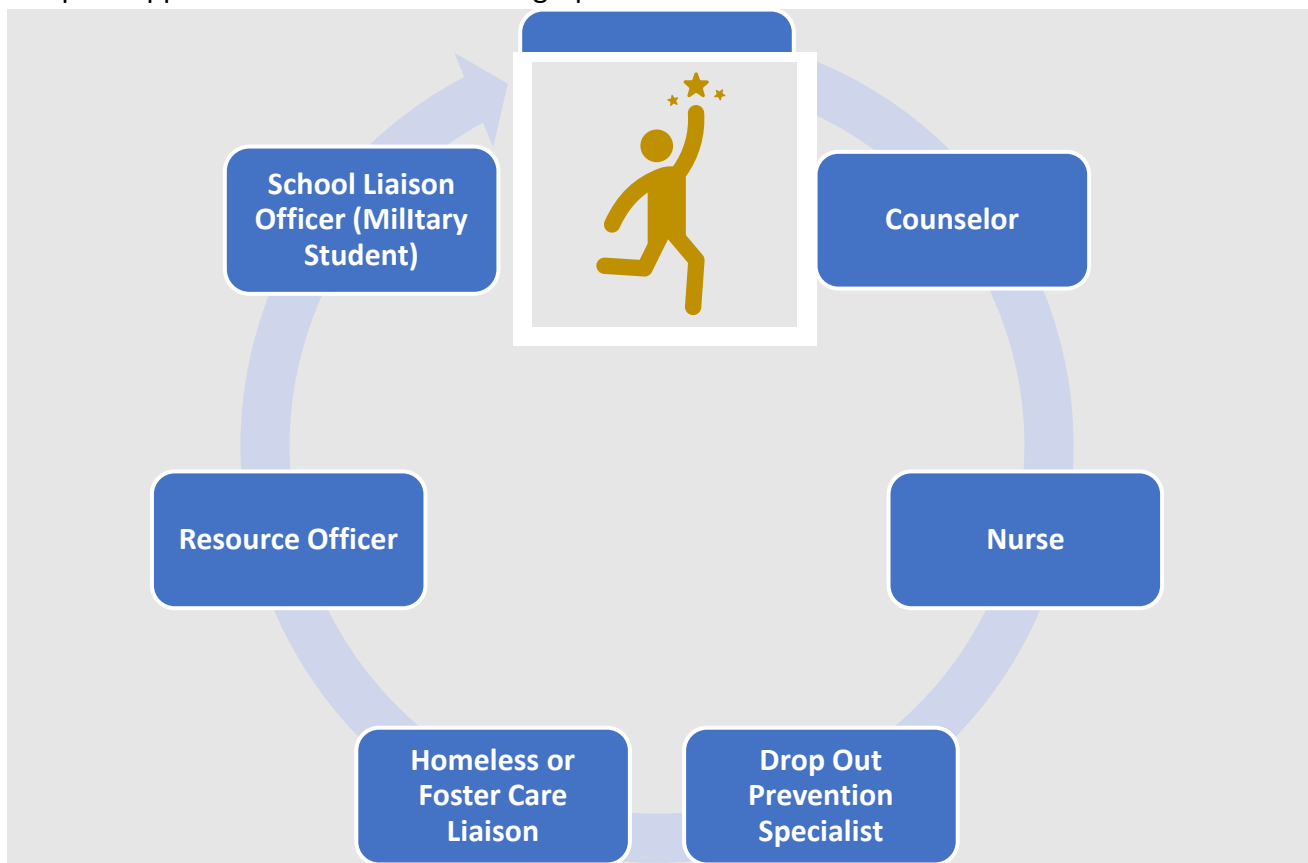 Counselor
Nurse
Drop Out
Prevention
Specialist
Homeless or
Foster Care
Liaison
Resource Officer
School Liaison
Officer (MilItary
Student)